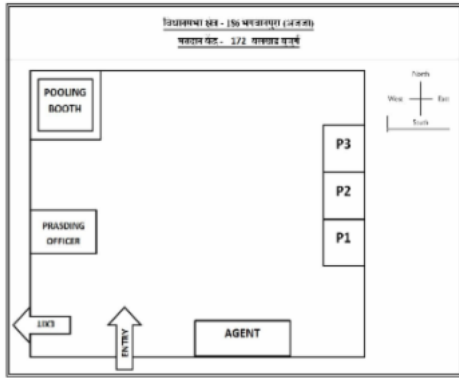 विधानसभा क्षेत्र - 186 भगवानपुरा (अजजा)
मतदान केंद्र - 172
POOLING
BOOTH
North
West
East
South
P3
P2
PRASDING
OFFICER
P1
EXIT
ENTRY
AGENT